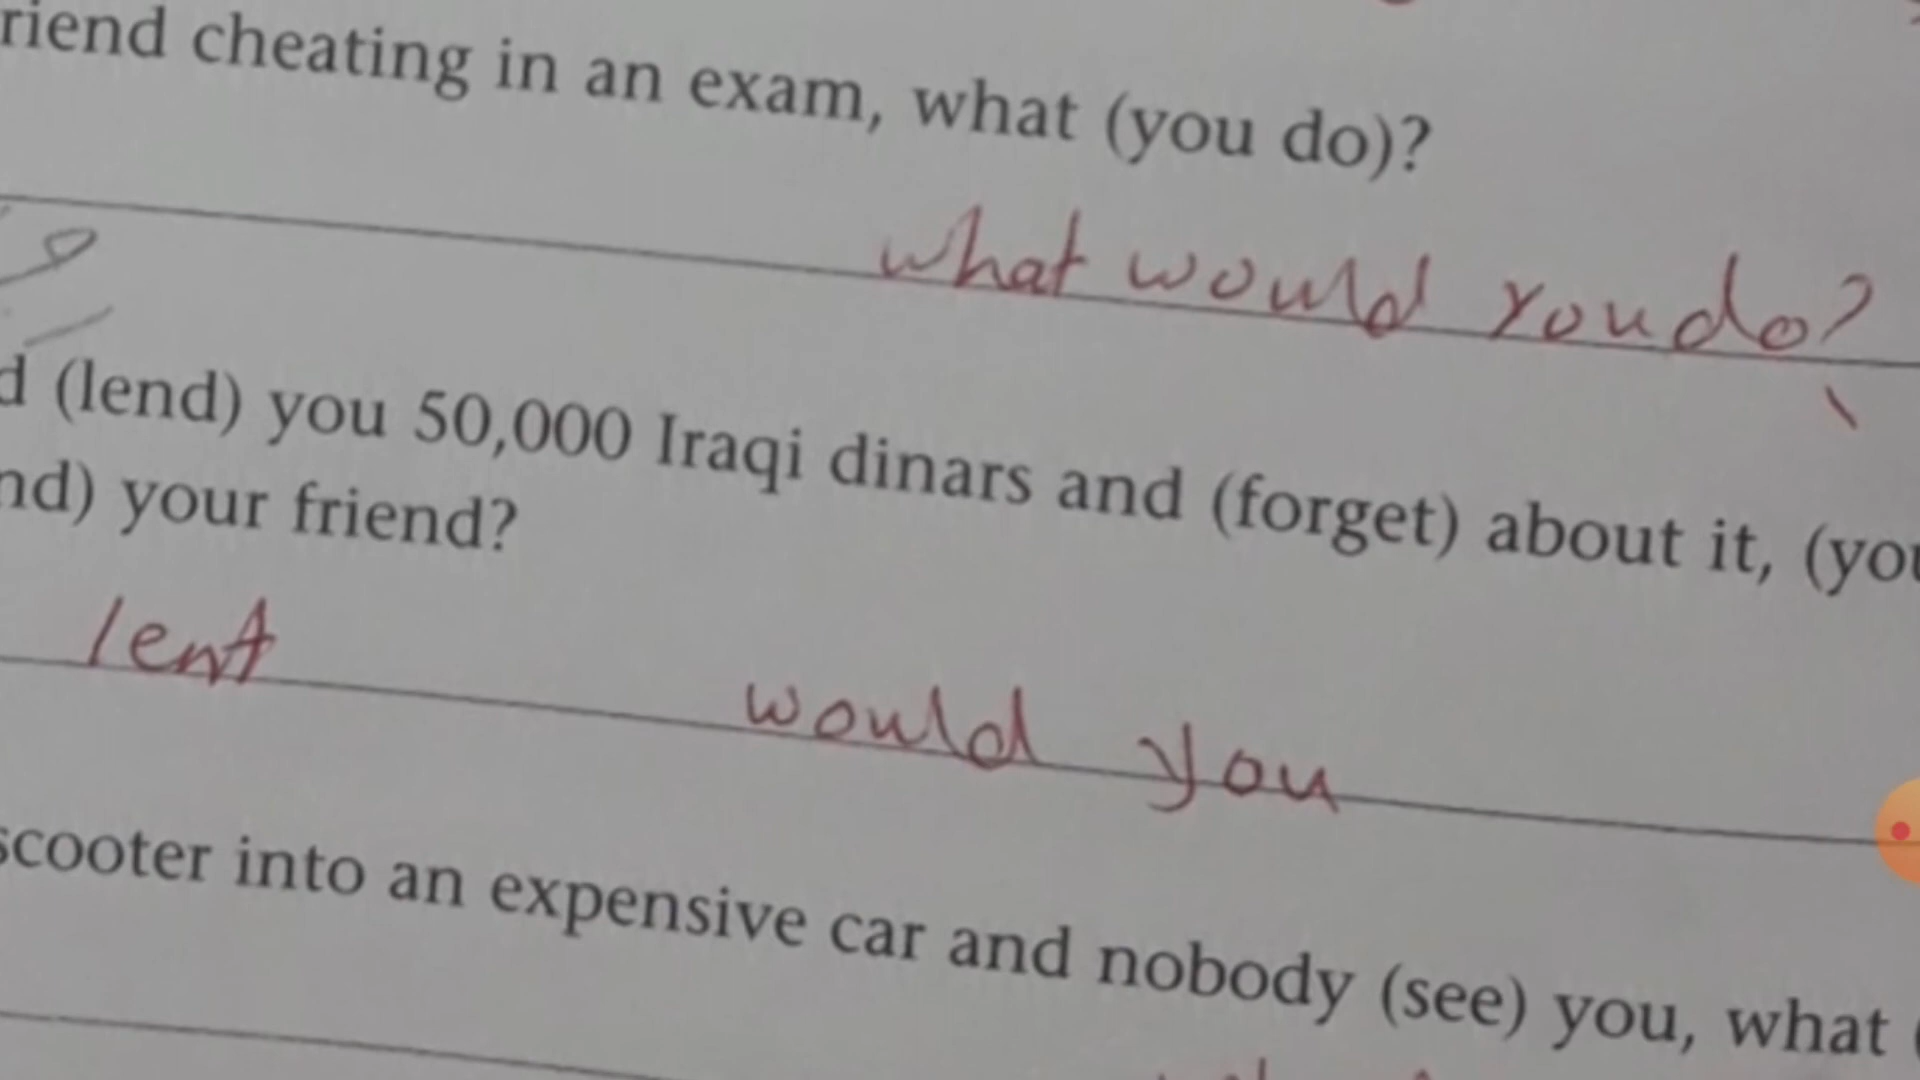 riend cheating in an exam, what (you do)?
what would you do?
d (lend) you 50,000 Iraqi dinars and (forget) about it, (you
nd) your friend?
lent would you
scooter into an expensive car and nobody (see) you, what (